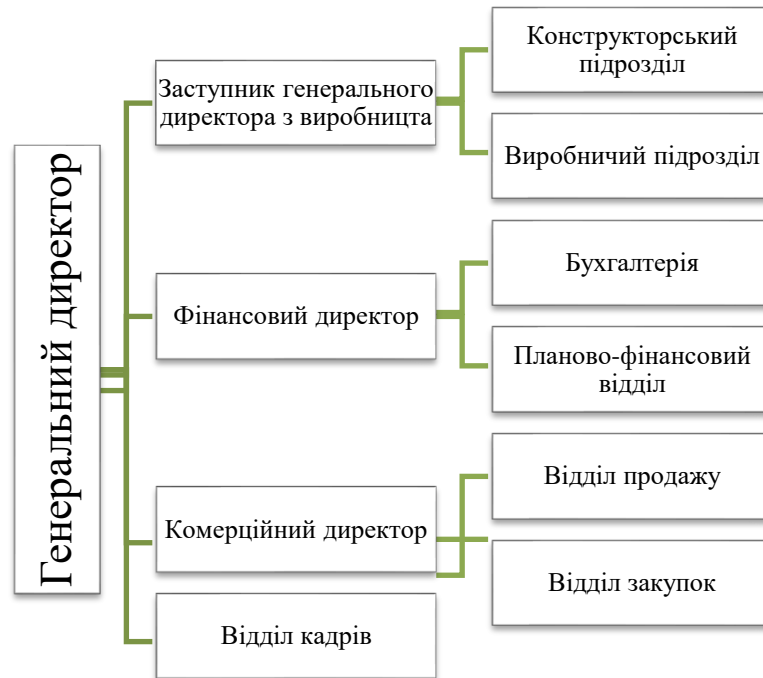 Генеральний директор
Заступник генерального
директора з виробницта
Фінансовий директор
Комерційний директор
Відділ кадрів
Конструкторський
підрозділ
Виробничий підрозділ
Бухгалтерія
Планово-фінансовий
відділ
Відділ продажу
Відділ закупок